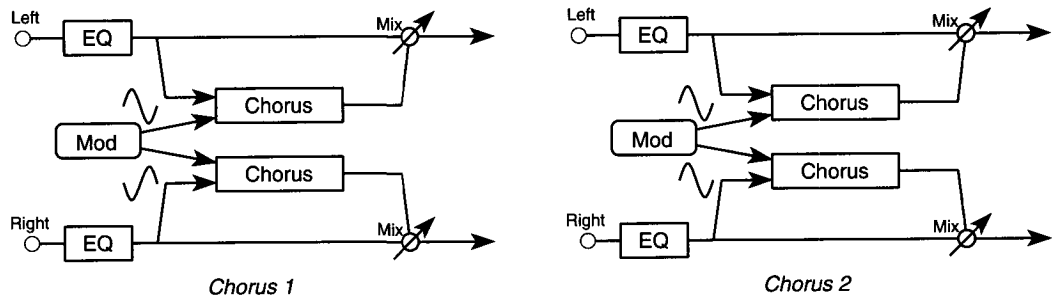 Left
EQ
Mix
Chorus
Mod
Chorus
Right
EQ
Mix
Chorus 1
Left
EQ
Mix
Chorus
Mod
Chorus
Right
EQ
Mix
Chorus 2